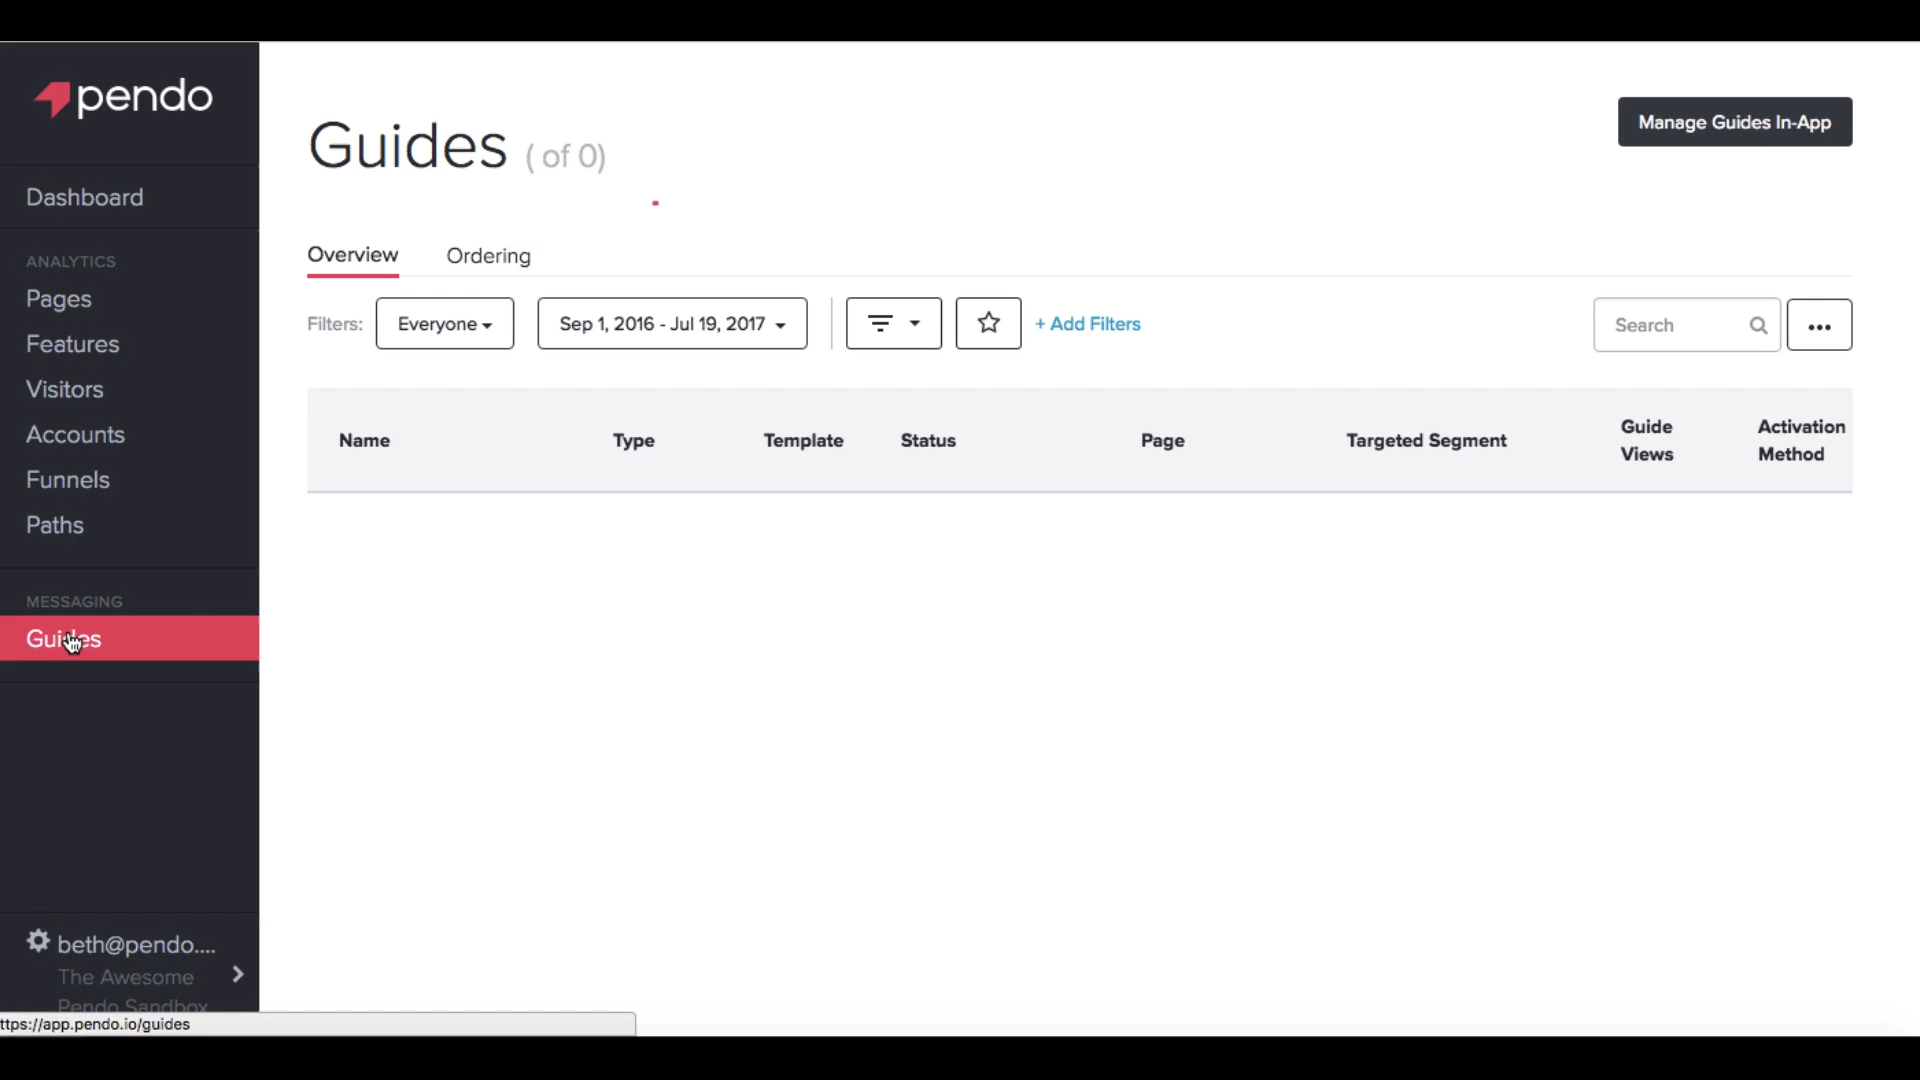 pendo
Dashboard
ANALYTICS
Pages
Features
Visitors
Accounts
Funnels
Paths
MESSAGING
Guides
beth@pendo....
The Awesome
Pendo Sandbox
ttps://app.pendo.io/guides
Guides ( of 0)
Manage Guides In-App
Overview Ordering
Filters: Everyone Sep 1, 2016 - Jul 19, 2017 + Add Filters Search
Name Type Template Status Page Targeted Segment Guide Views Activation Method